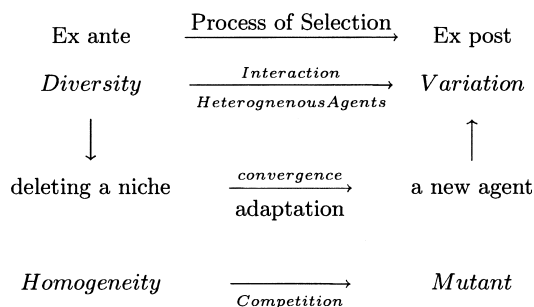 Ex ante Process of Selection Ex post
Diversity Interaction Variation
HeterognenousAgents
deleting a niche convergence a new agent
adaptation
Homogeneity Mutant
Competition